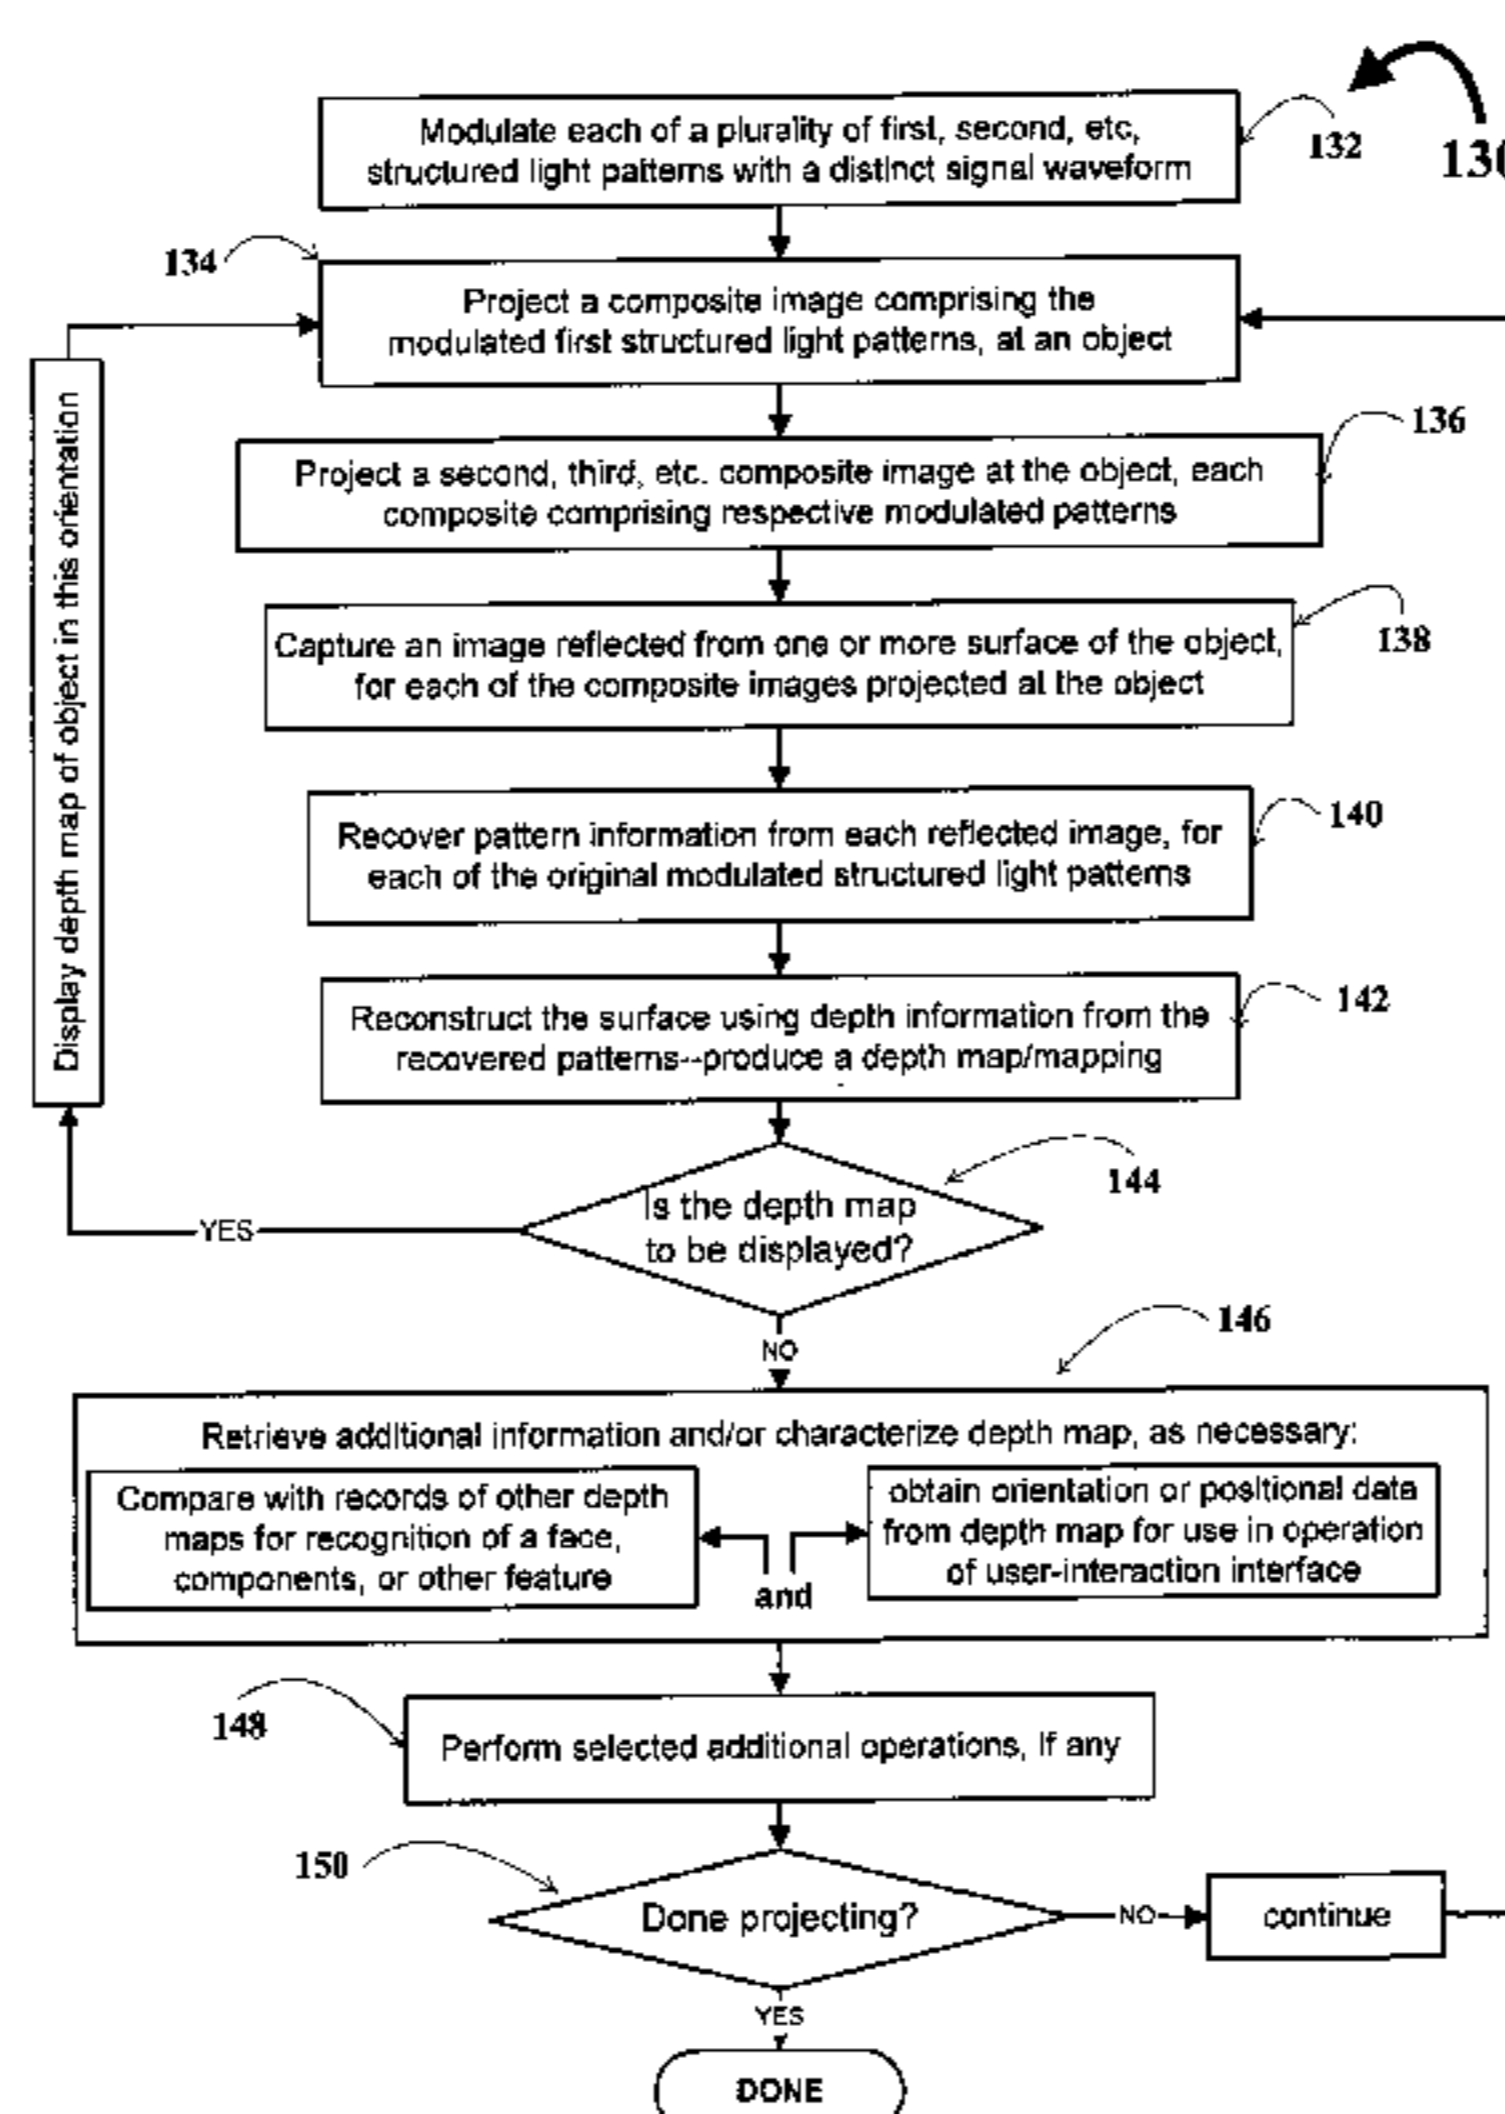 Modulate each of a plurality of first, second, etc,
structured light patterns with a distinct signal waveform
132
134
Project a composite image comprising the
modulated first structured light patterns, at an object
136
Project a second, third, etc. composite image at the object, each
composite comprising respective modulated patterns
Capture an image reflected from one or more surface of the object,
for each of the composite images projected at the object
138
Recover pattern information from each reflected image, for
each of the original modulated structured light patterns
140
Reconstruct the surface using depth information from the
recovered patterns--produce a depth map/mapping
142
Display depth map of object in this orientation
144
Is the depth map
to be displayed?
YES
NO
146
Retrieve additional information and/or characterize depth map, as necessary:
Compare with records of other depth
maps for recognition of a face,
components, or other feature
and
obtain orientation or positional data
from depth map for use in operation
of user-interaction interface
148
Perform selected additional operations, If any
150
Done projecting?
NO
continue
YES
DONE